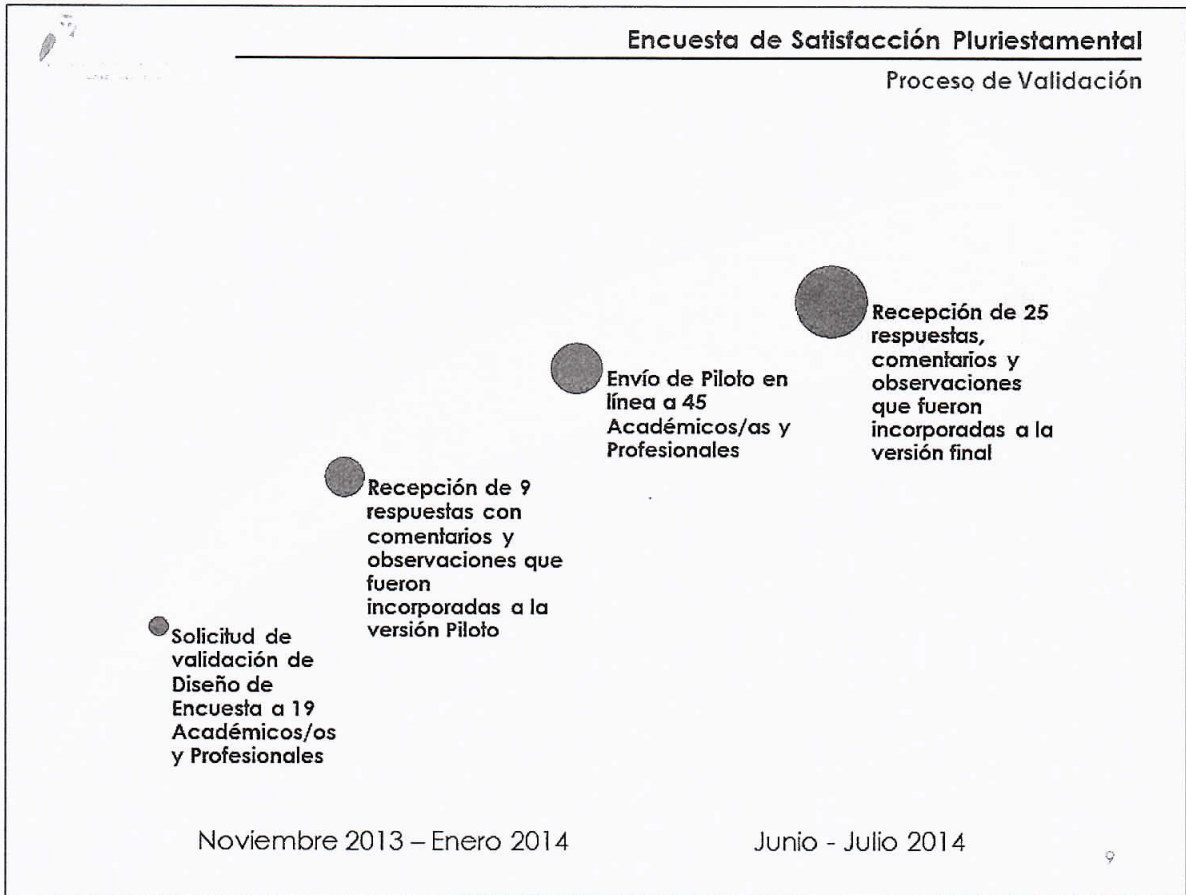 Encuesta de Satisfacción Pluriestamental
Proceso de Validación
Recepción de 25
respuestas,
comentarios y
observaciones
que fueron
incorporadas a la
versión final
Envío de Piloto en
línea a 45
Académicos/as y
Profesionales
Recepción de 9
respuestas con
comentarios y
observaciones que
fueron
incorporadas a la
versión Piloto
Solicitud de
validación de
Diseño de
Encuesta a 19
Académicos/os
y Profesionales
Noviembre 2013 – Enero 2014
Junio - Julio 2014
9